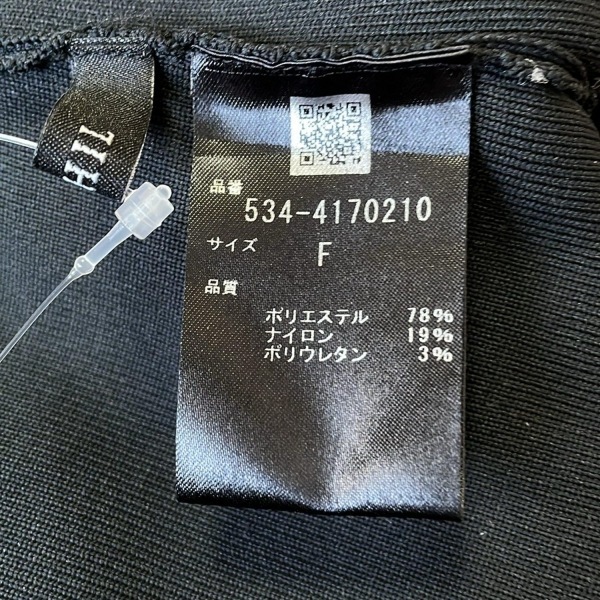 品番
534-4170210
サイズ
F
品質
ポリエステル 78%
ナイロン 19%
ポリウレタン 3%